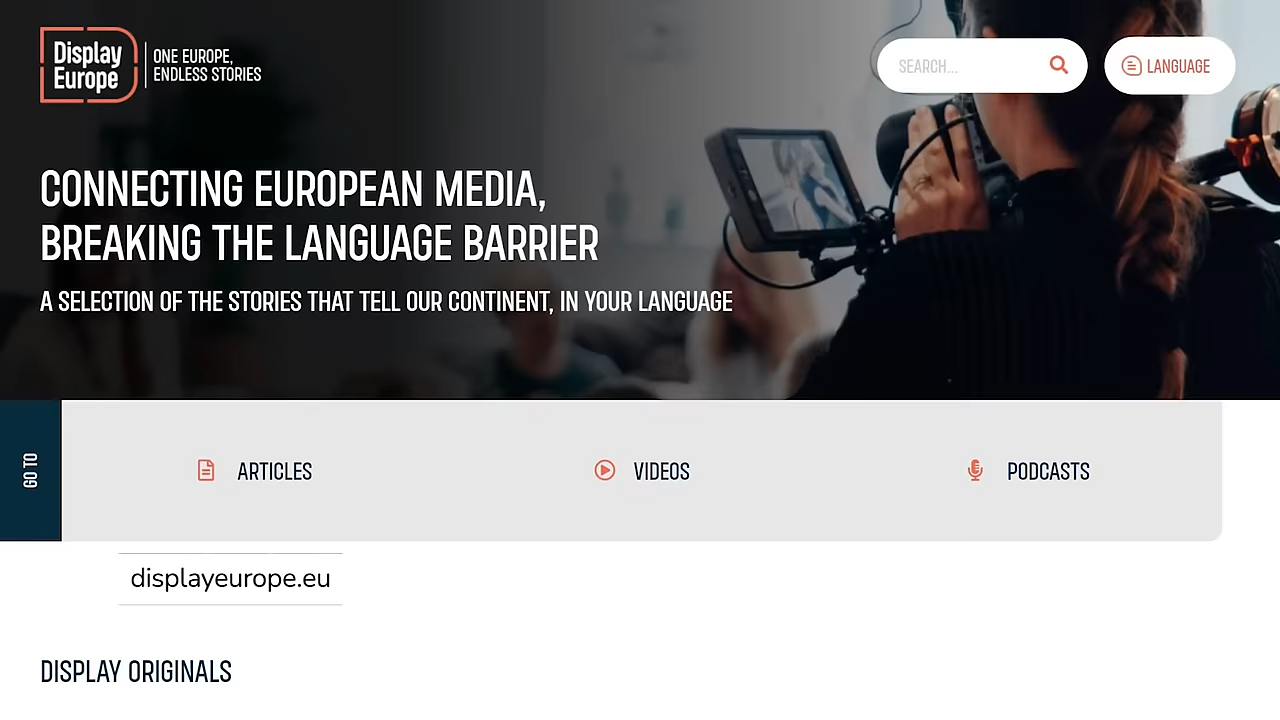 Display
Europe
ONE EUROPE,
ENDLESS STORIES
SEARCH...
LANGUAGE
CONNECTING EUROPEAN MEDIA,
BREAKING THE LANGUAGE BARRIER
A SELECTION OF THE STORIES THAT TELL OUR CONTINENT, IN YOUR LANGUAGE
GO TO
ARTICLES
VIDEOS
PODCASTS
displayeurope.eu
DISPLAY ORIGINALS